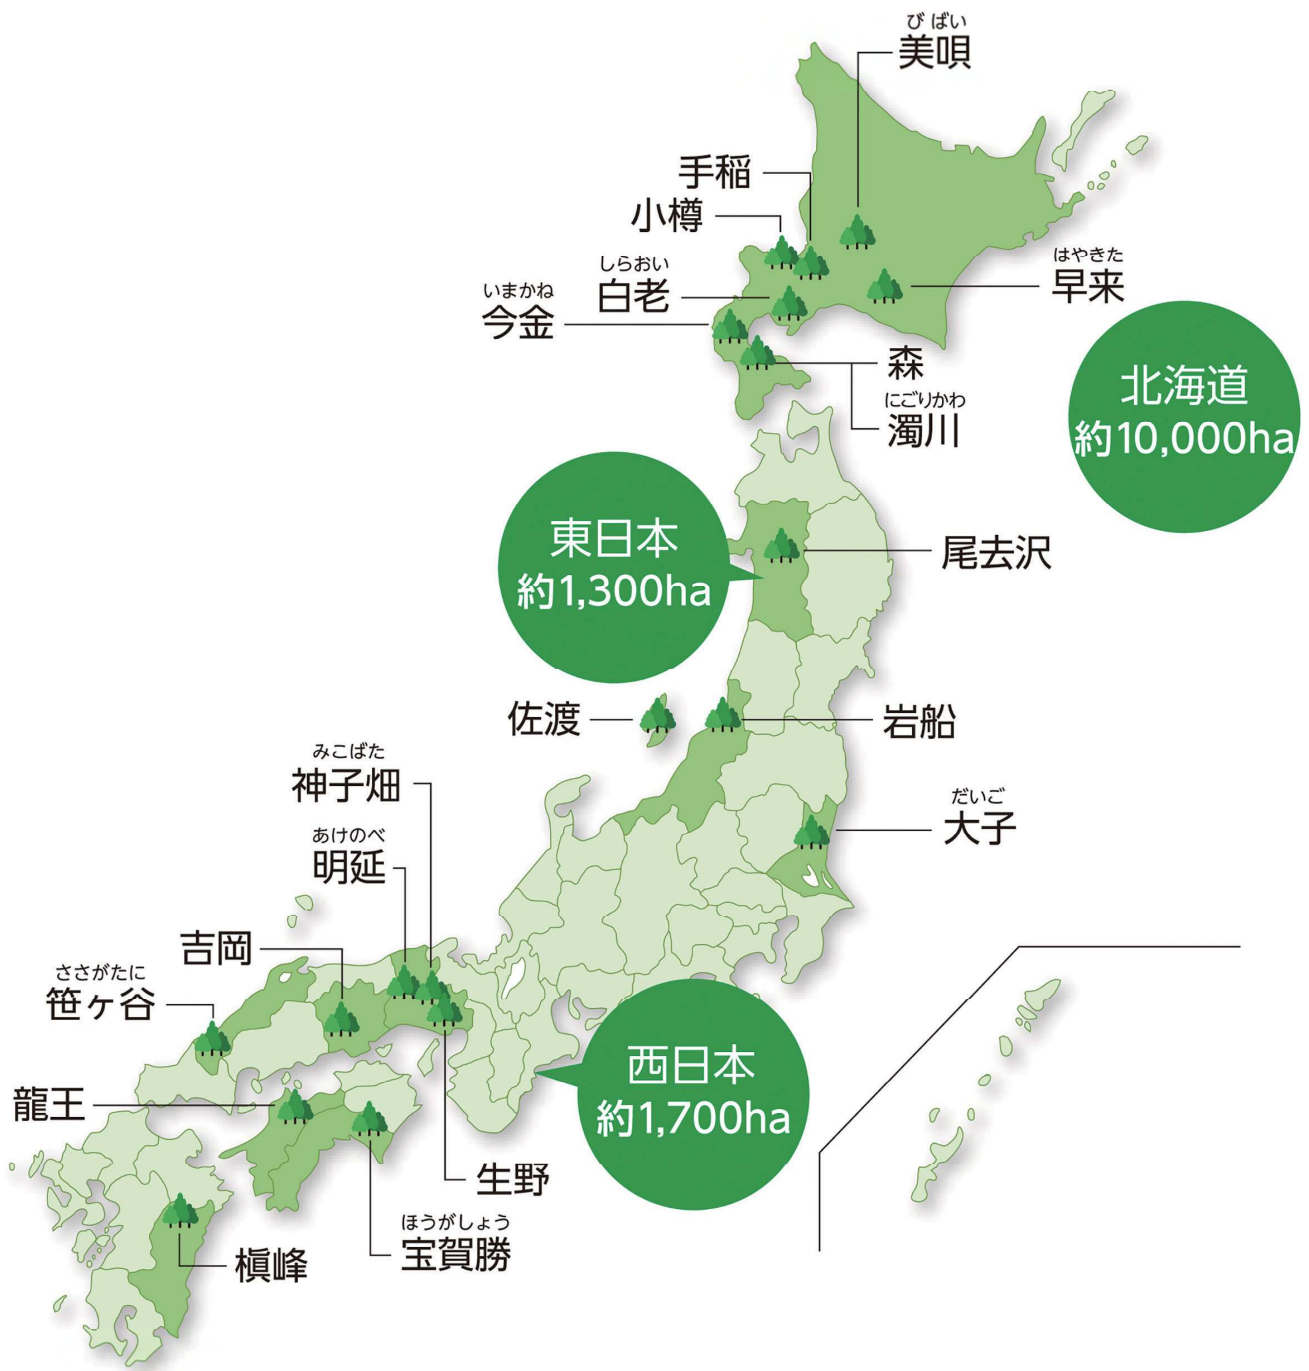 びばい
美唄
手稲
小樽
しらおい
白老
いまかね
今金
はやきた
早来
森
にごりかわ
濁川
北海道
約10,000ha
東日本
約1,300ha
尾去沢
佐渡
岩船
みこばた
神子畑
だいご
大子
あけのべ
明延
吉岡
ささがたに
笹ヶ谷
西日本
約1,700ha
龍王
生野
ほうがしょう
宝賀勝
槇峰